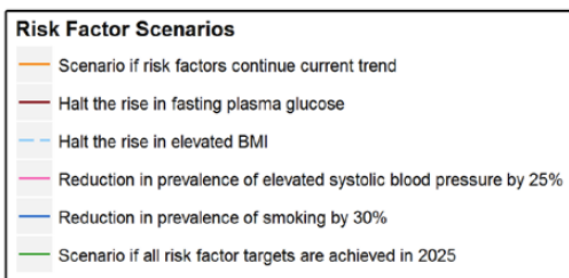 Risk Factor Scenarios
Scenario if risk factors continue current trend
Halt the rise in fasting plasma glucose
Halt the rise in elevated BMI
Reduction in prevalence of elevated systolic blood pressure by 25%
Reduction in prevalence of smoking by 30%
Scenario if all risk factor targets are achieved in 2025